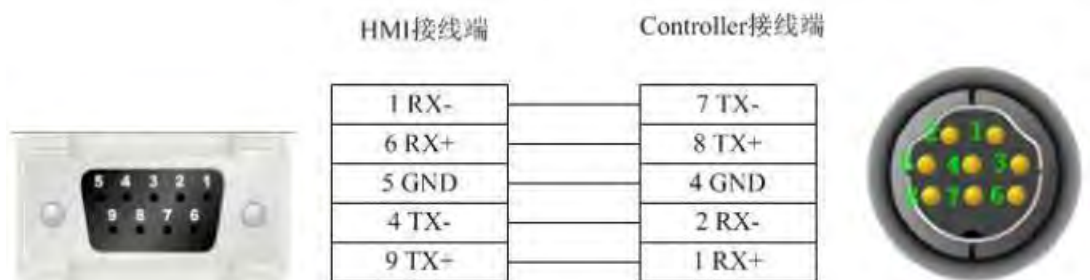 HMI接线端 Controller接线端
1 RX- 7 TX-
6 RX+ 8 TX+
5 GND 4 GND
4 TX- 2 RX-
9 TX+ 1 RX+
5 4 3 2 1
9 8 7 6
2 1
4 3
8 7 6